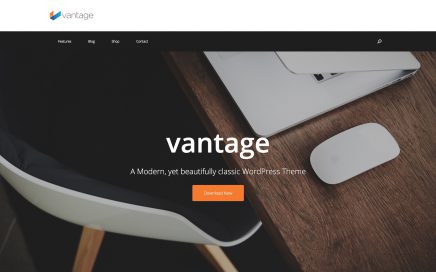 vantage
Features Blog Shop Contact
vantage
A Modern, yet beautifully classic WordPress Theme
Download Now